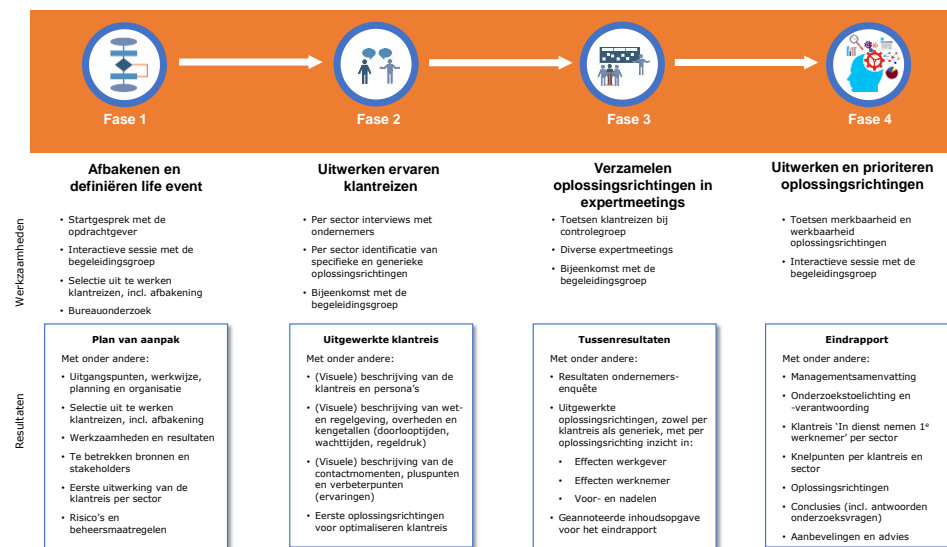 Fase 1
Fase 2
Fase 3
Fase 4
Werkzaamheden
Afbakenen en
definiëren life event
• Startgesprek met de
opdrachtgever
• Interactieve sessie met de
begeleidingsgroep
• Selectie uit te werken
klantreizen, incl. afbakening
• Bureauonderzoek
Uitwerken ervaren
klantreizen
• Per sector interviews met
ondernemers
• Per sector identificatie van
specifieke en generieke
oplossingsrichtingen
• Bijeenkomst met de
begeleidingsgroep
Verzamelen
oplossingsrichtingen in
expertmeetings
• Toetsen klantreizen bij
controlegroep
• Diverse expertmeetings
• Bijeenkomst met de
begeleidingsgroep
Uitwerken en prioriteren
oplossingsrichtingen
• Toetsen merkbaarheid en
werkbaarheid
oplossingsrichtingen
• Interactieve sessie met de
begeleidingsgroep
Resultaten
Plan van aanpak
Met onder andere:
• Uitgangspunten, werkwijze,
planning en organisatie
• Selectie uit te werken
klantreizen, incl. afbakening
• Werkzaamheden en resultaten
• Te betrekken bronnen en
stakeholders
• Eerste uitwerking van de
klantreis per sector
• Risico's en
beheersmaatregelen
Uitgewerkte klantreis
Met onder andere:
• (Visuele) beschrijving van de
klantreis en persona's
• (Visuele) beschrijving van wet-
en regelgeving, overheden en
kengetallen (doorlooptijden,
wachttijden, regeldruk)
• (Visuele) beschrijving van de
contactmomenten, pluspunten
en verbeterpunten
(ervaringen)
• Eerste oplossingsrichtingen
voor optimaliseren klantreis
Tussenresultaten
Met onder andere:
• Resultaten ondernemers-
enquête
• Uitgewerkte
oplossingsrichtingen, zowel per
klantreis als generiek, met per
oplossingsrichting inzicht in:
• Effecten werkgever
• Effecten werknemer
• Voor- en nadelen
• Geannoteerde inhoudsopgave
voor het eindrapport
Eindrapport
Met onder andere:
• Managementsamenvatting
• Onderzoekstoelichting en
-verantwoording
• Klantreis 'In dienst nemen 1e
werknemer' per sector
• Knelpunten per klantreis en
sector
• Oplossingsrichtingen
• Conclusies (incl. antwoorden
onderzoeksvragen)
• Aanbevelingen en advies